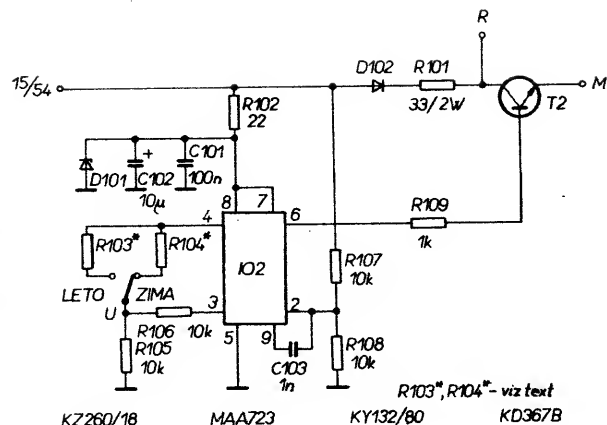 R
15/54
D102
R101
33/2W
M
T2
R102
22
D101
+
C102
10µ
C101
100n
8
7
4
6
R109
1k
R103*
R104*
IO2
R107
10k
LETO
ZIMA
U
3
2
R106
10k
R105
10k
5
9
C103
1n
R108
10k
R103*, R104* - viz text
KZ260/18
MAA723
KY132/80
KD367B